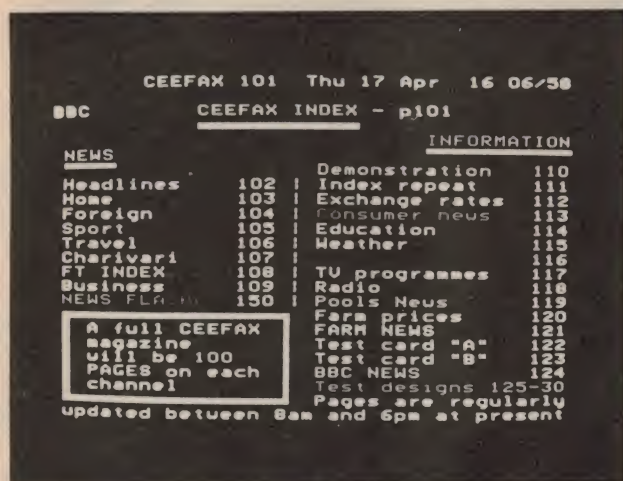 CEEFAX 101 Thu 17 Apr 16 06/58
BBC CEEFAX INDEX - p101
NEWS
Headlines 102
Home 103
Foreign 104
Sport 105
Travel 106
Charivari 107
FT INDEX 108
Business 109
NEWS FLASH 150
A full CEEFAX
magazine
will be 100
PAGES on each
channel
INFORMATION
Demonstration 110
Index repeat 111
Exchange rates 112
Consumer news 113
Education 114
Weather 115
116
TV programmes 117
Radio 118
Pools News 119
Farm prices 120
FARM NEWS 121
Test card "A" 122
Test card "B" 123
BBC NEWS 124
Test designs 125-30
Pages are regularly
updated between 8am and 6pm at present